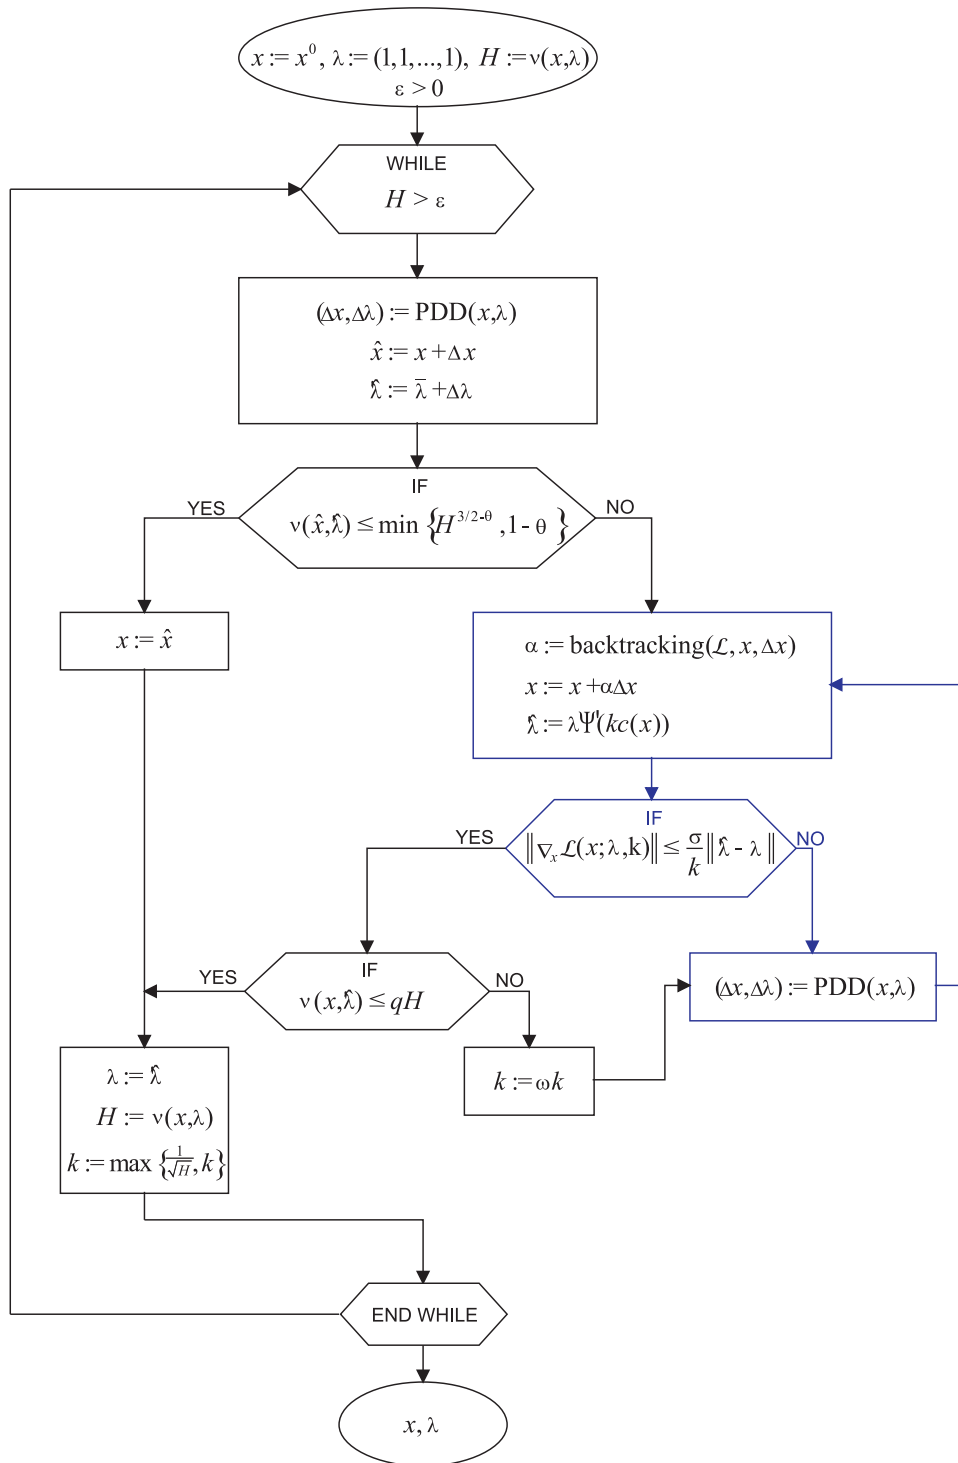 x := x⁰, λ := (1,1,...,1), H := ν(x,λ)
ε > 0
WHILE
H > ε
(Δx,Δλ) := PDD(x,λ)
x̂ := x + Δx
λ̂ := λ̄ + Δλ
IF
ν(x̂,λ̂) ≤ min {H^{3/2-θ}, 1 - θ}
YES
NO
x := x̂
α := backtracking(ℒ, x, Δx)
x := x + αΔx
λ̂ := λΨ'(kc(x))
IF
‖∇ₓℒ(x;λ,k)‖ ≤ σ/k ‖λ̂ - λ‖
YES
NO
IF
ν(x,λ̂) ≤ qH
YES
NO
(Δx,Δλ) := PDD(x,λ)
k := ωk
λ := λ̂
H := ν(x,λ)
k := max {1/√H, k}
END WHILE
x, λ